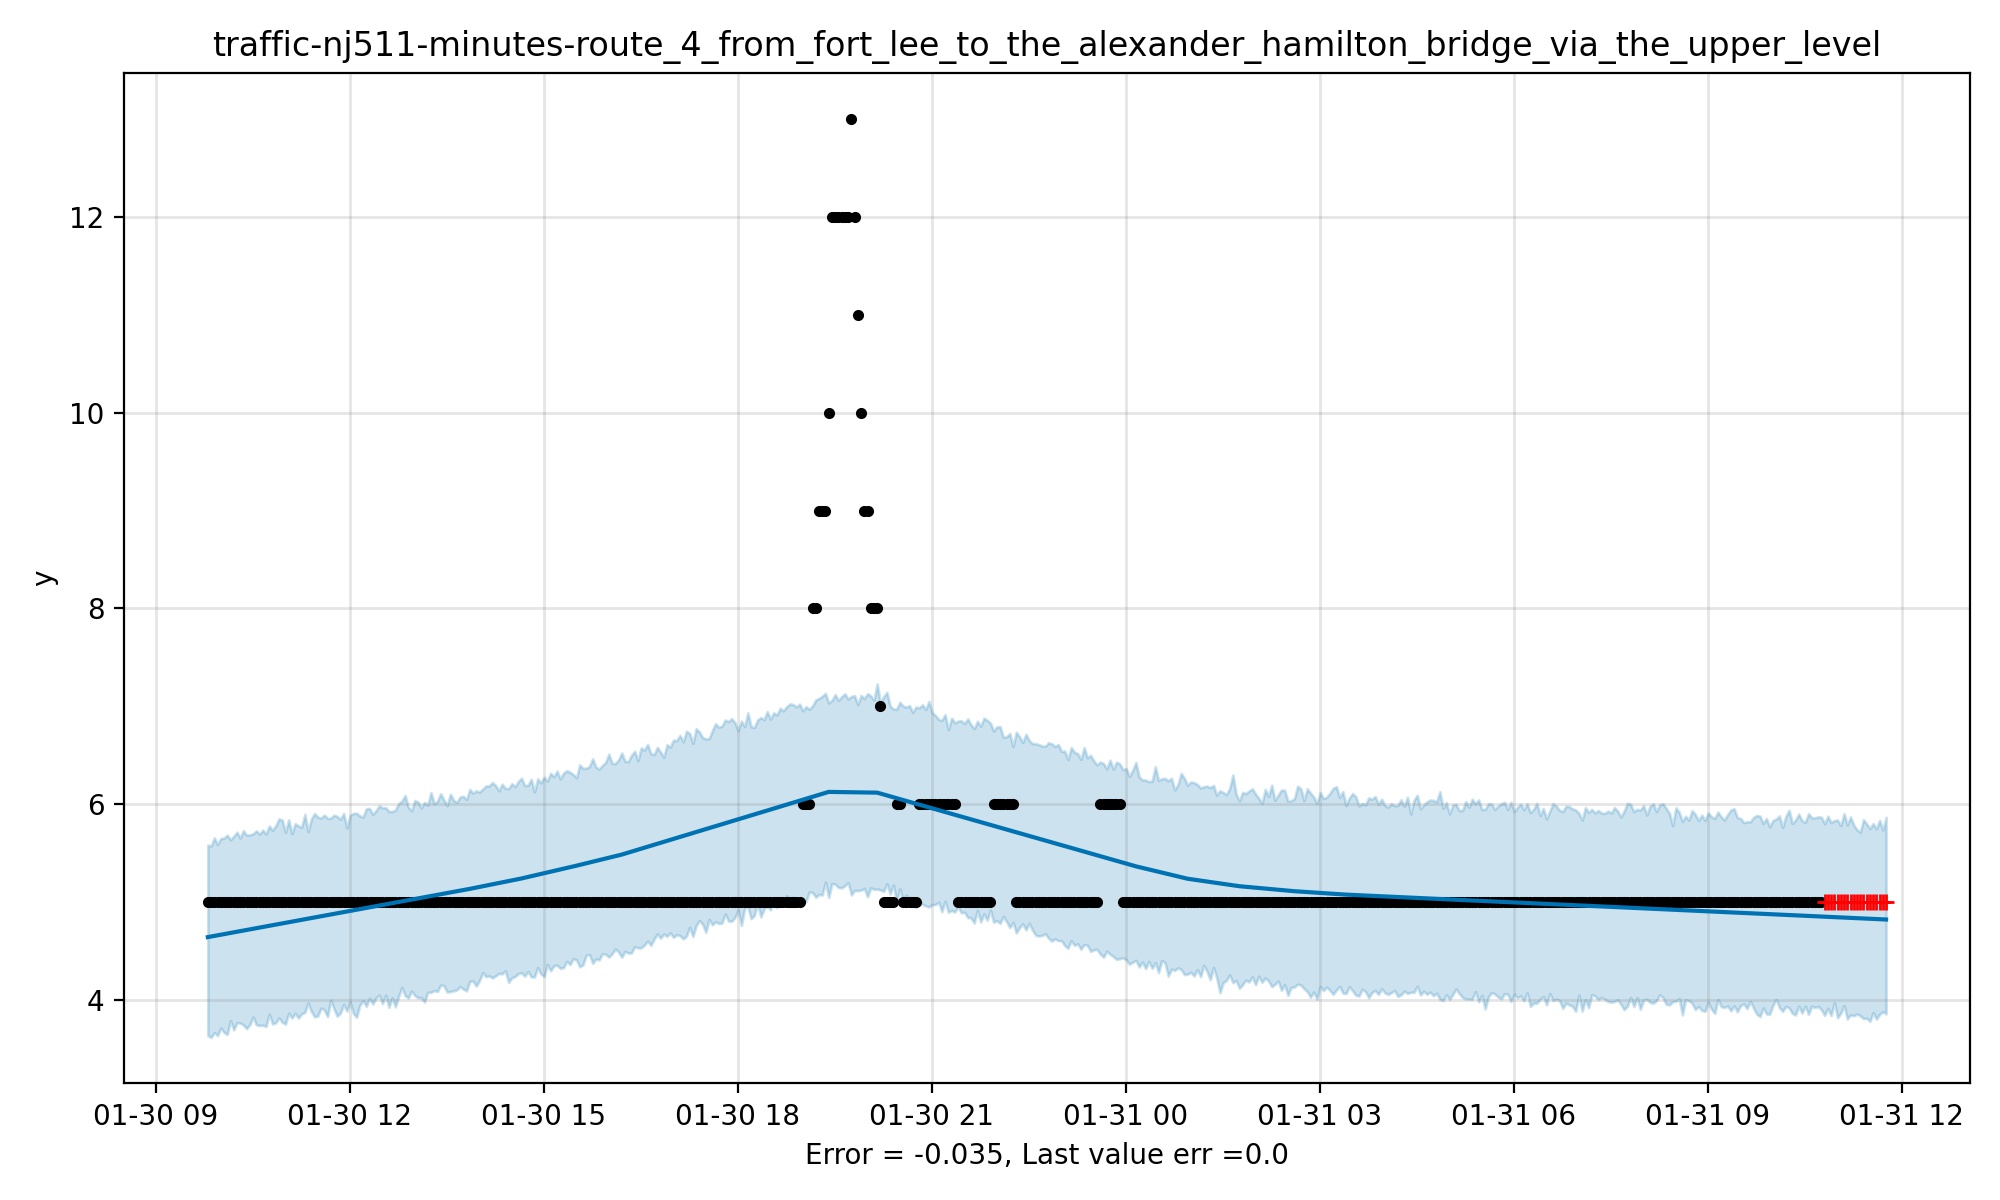 traffic-nj511-minutes-route_4_from_fort_lee_to_the_alexander_hamilton_bridge_via_the_upper_level
12
10
8
6
4
y
01-30 09 01-30 12 01-30 15 01-30 18 01-30 21 01-31 00 01-31 03 01-31 06 01-31 09 01-31 12
Error = -0.035, Last value err =0.0